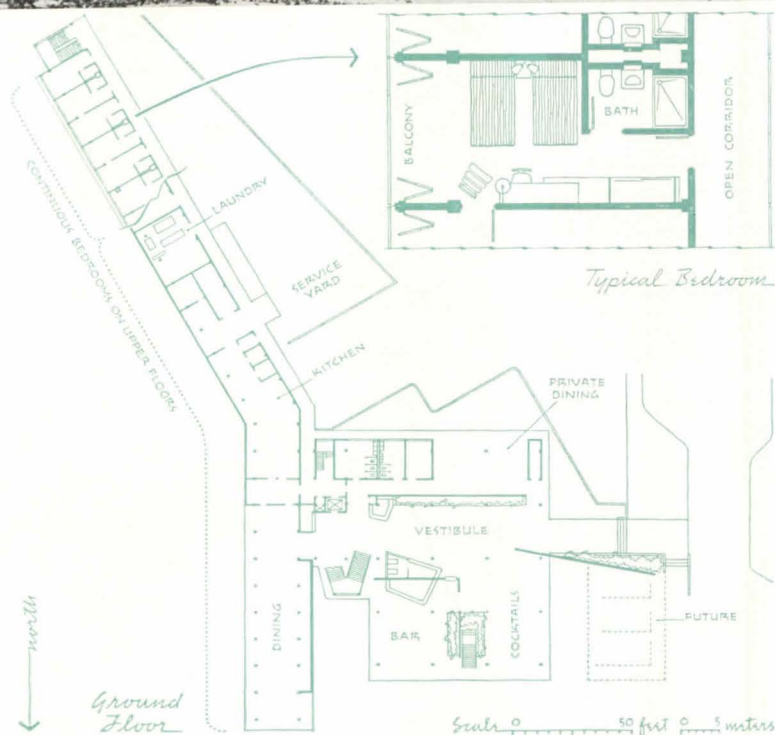 BALCONY
BATH
OPEN CORRIDOR
Typical Bedroom
CONTINUOUS BEDROOMS ON UPPER FLOORS
LAUNDRY
SERVICE
YARD
KITCHEN
PRIVATE
DINING
VESTIBULE
DINING
BAR
COCKTAILS
FUTURE
north
Ground
Floor
Scale 0 50 feet 0 5 meters